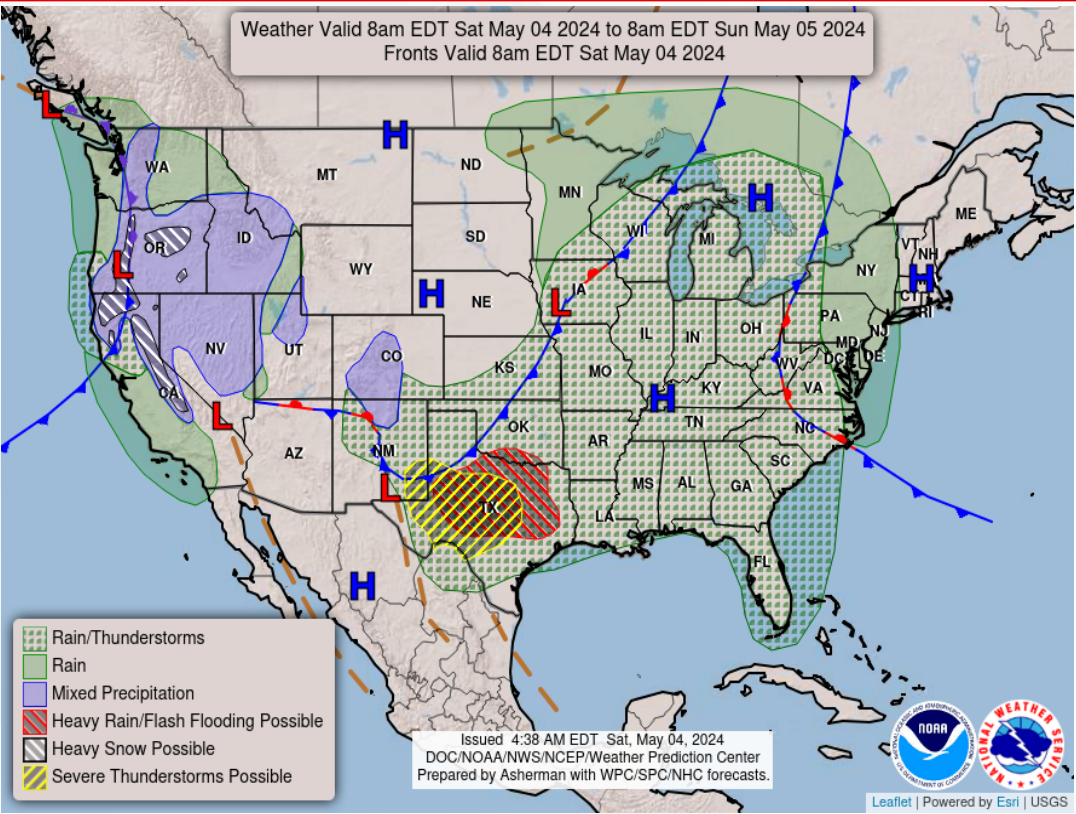 Weather Valid 8am EDT Sat May 04 2024 to 8am EDT Sun May 05 2024
Fronts Valid 8am EDT Sat May 04 2024
L
H
WA
MT
ND
MN
ME
OR
ID
SD
WI
MI
H
VT
NH
L
WY
H
NE
L
IA
NY
H
CT
RI
NV
UT
CO
KS
IL
IN
OH
PA
NJ
MD
DE
DC
MO
WV
CA
L
H
KY
VA
AZ
NM
OK
AR
TN
NC
L
TX
MS
AL
GA
SC
LA
FL
H
Rain/Thunderstorms
Rain
Mixed Precipitation
Heavy Rain/Flash Flooding Possible
Heavy Snow Possible
Severe Thunderstorms Possible
Issued 4:38 AM EDT Sat, May 04, 2024
DOC/NOAA/NWS/NCEP/Weather Prediction Center
Prepared by Asherman with WPC/SPC/NHC forecasts.
NOAA
NATIONAL WEATHER SERVICE
Leaflet | Powered by Esri | USGS